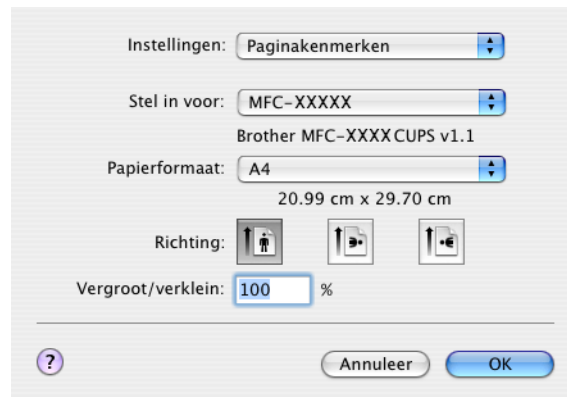 Instellingen: Paginakenmerken
Stel in voor: MFC-XXXXX
Brother MFC-XXXX CUPS v1.1
Papierformaat: A4
20.99 cm x 29.70 cm
Richting:
Vergroot/verklein: 100 %
? Annuleer OK